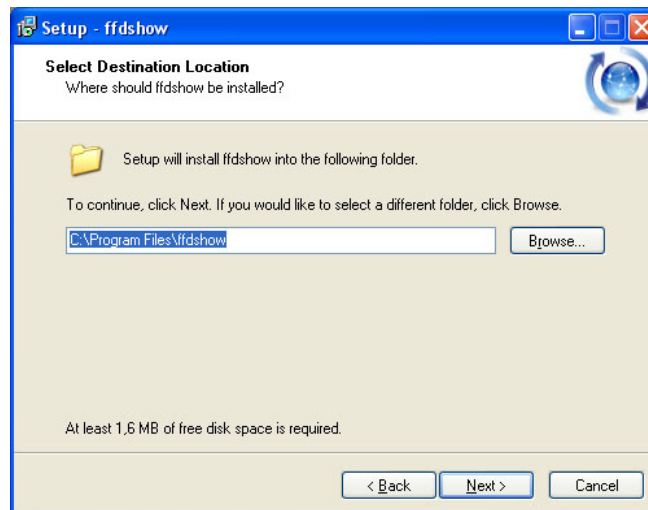 Setup - ffdshow
Select Destination Location
Where should ffdshow be installed?
Setup will install ffdshow into the following folder.
To continue, click Next. If you would like to select a different folder, click Browse.
C:\Program Files\ffdshow
Browse...
At least 1,6 MB of free disk space is required.
< Back
Next >
Cancel